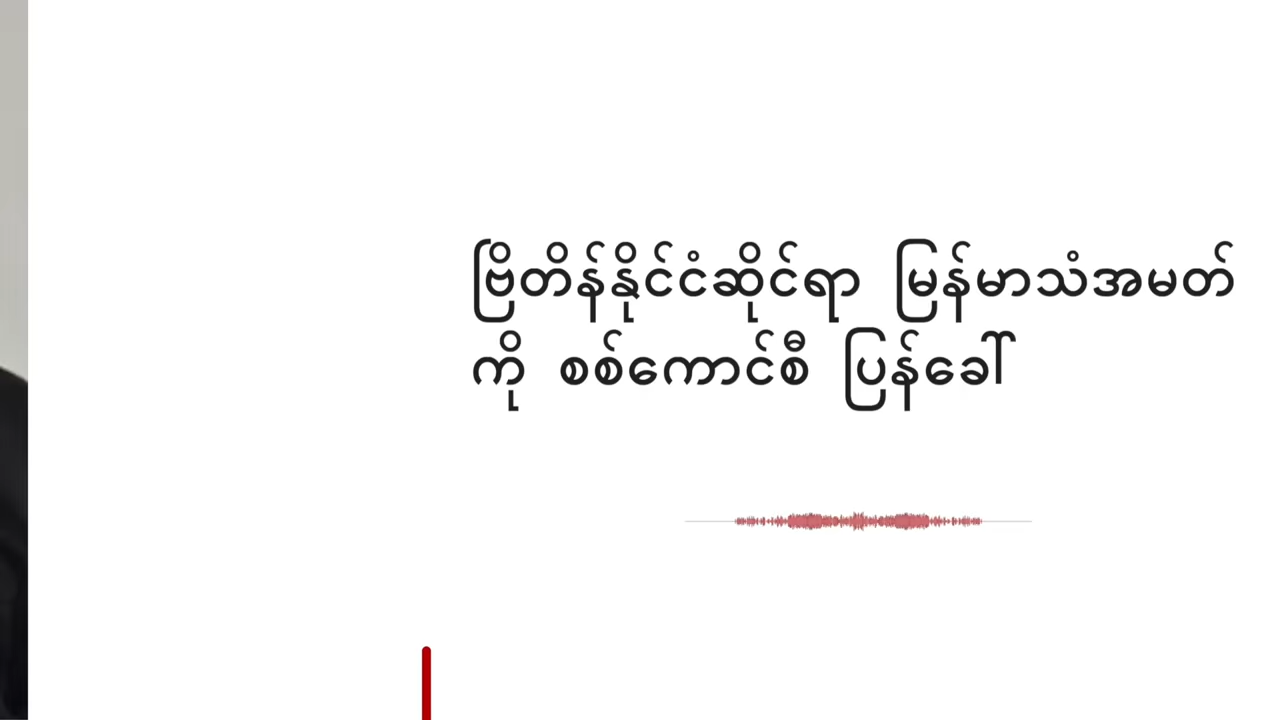 ဗြိတိန်နိုင်ငံဆိုင်ရာ မြန်မာသံအမတ်
ကို စစ်ကောင်စီ ပြန်ခေါ်